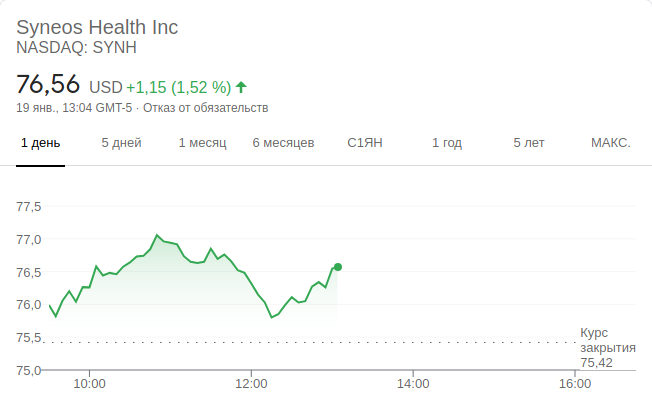 Syneos Health Inc
NASDAQ: SYNH
76,56 USD +1,15 (1,52 %)
19 янв., 13:04 GMT-5 · Отказ от обязательств
1 день 5 дней 1 месяц 6 месяцев С1ЯН 1 год 5 лет МАКС.
77,5
77,0
76,5
76,0
75,5
Курс
закрытия
75,42
75,0
10:00 12:00 14:00 16:00